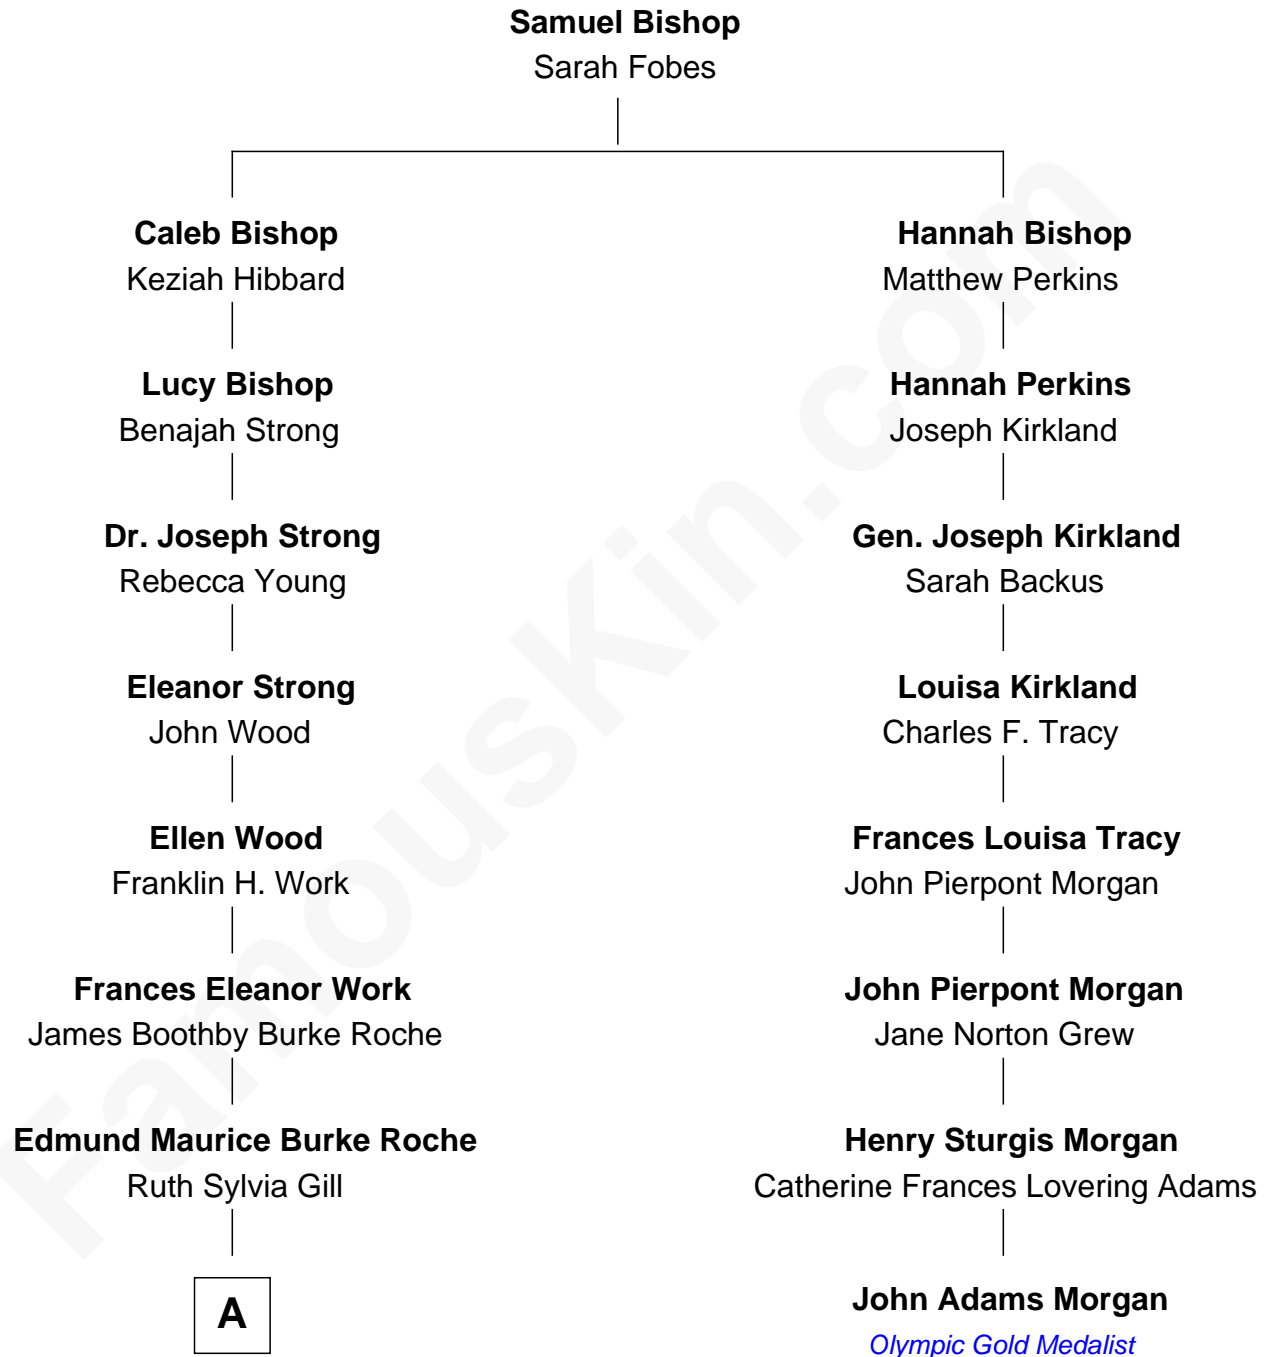 Samuel Bishop
Sarah Fobes
Caleb Bishop
Keziah Hibbard
Hannah Bishop
Matthew Perkins
Lucy Bishop
Benajah Strong
Hannah Perkins
Joseph Kirkland
Dr. Joseph Strong
Rebecca Young
Gen. Joseph Kirkland
Sarah Backus
Eleanor Strong
John Wood
Louisa Kirkland
Charles F. Tracy
Ellen Wood
Franklin H. Work
Frances Louisa Tracy
John Pierpont Morgan
Frances Eleanor Work
James Boothby Burke Roche
John Pierpont Morgan
Jane Norton Grew
Edmund Maurice Burke Roche
Ruth Sylvia Gill
Henry Sturgis Morgan
Catherine Frances Lovering Adams
A
John Adams Morgan
Olympic Gold Medalist
FamousKin.com